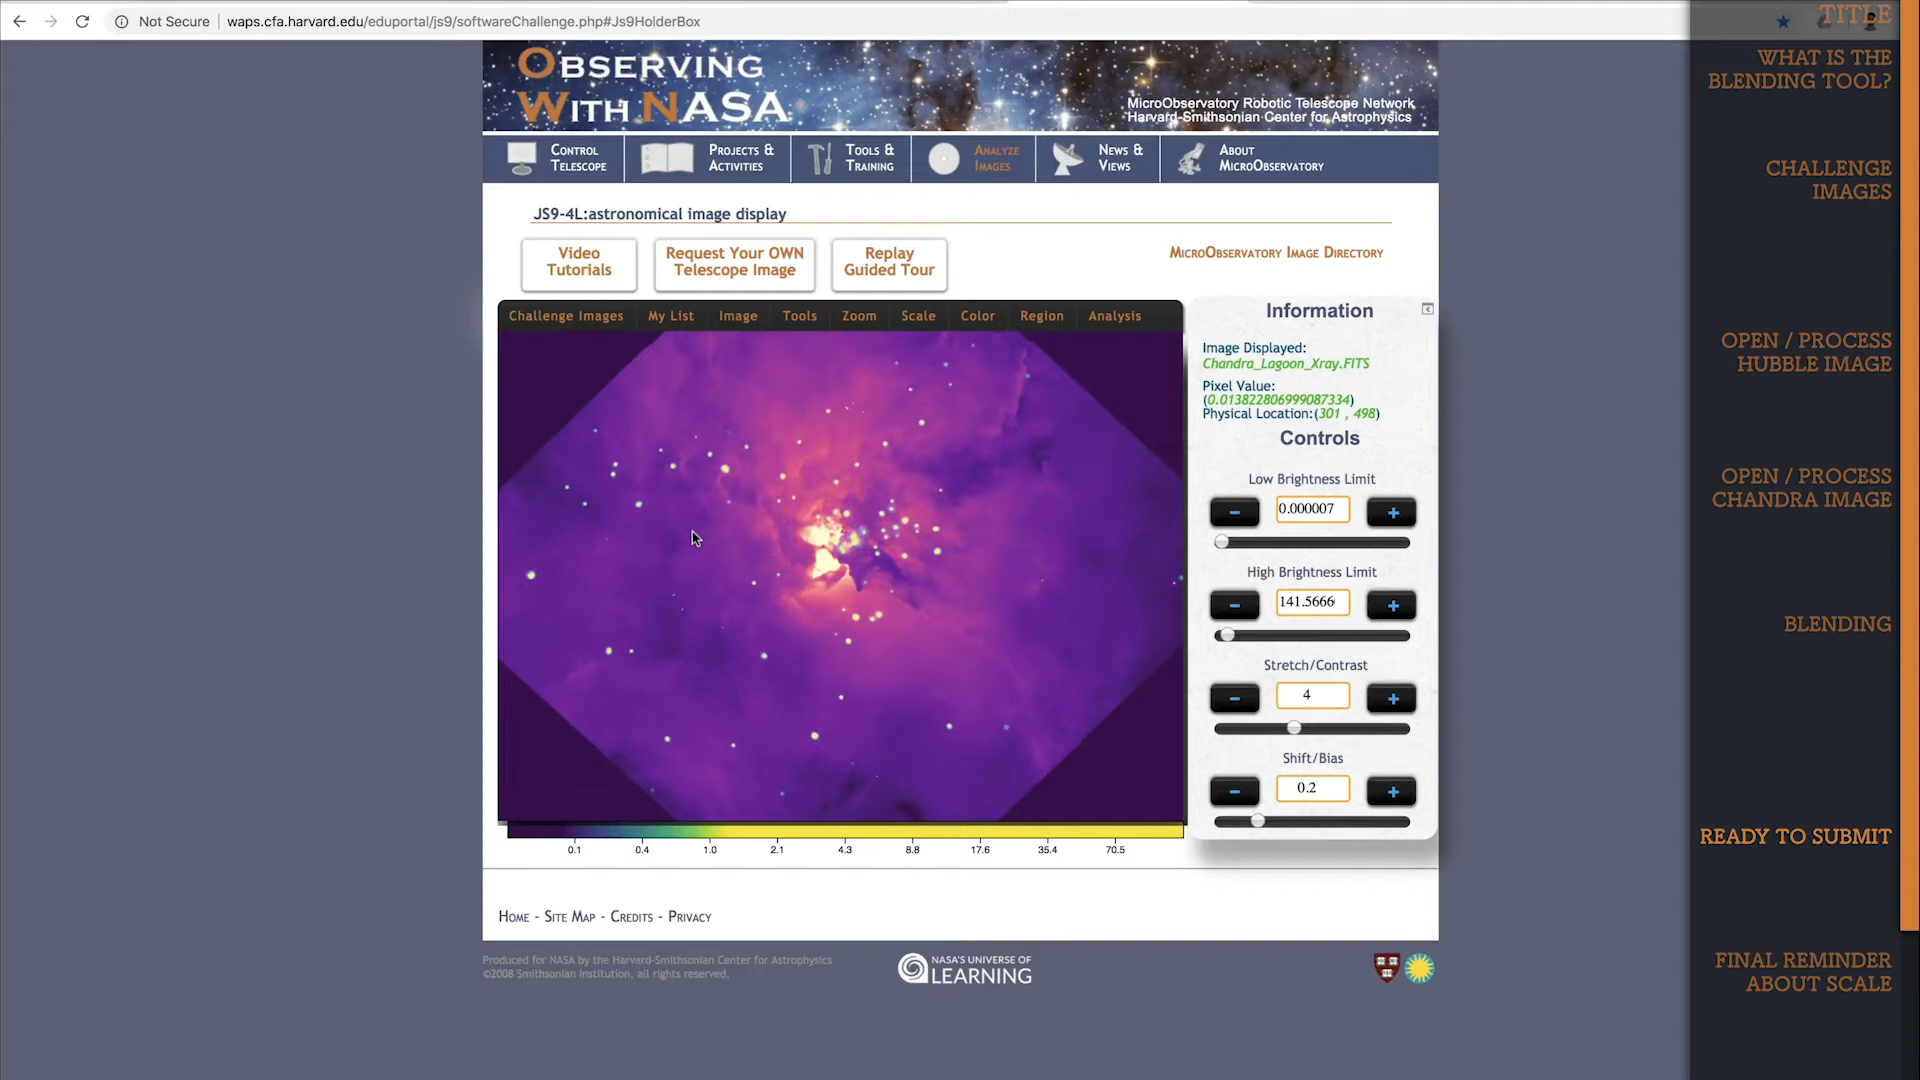 Not Secure
waps.cfa.harvard.edu/eduportal/js9/softwareChallenge.php#Js9HolderBox
OBSERVING
WITH NASA
MicroObservatory Robotic Telescope Network
Harvard-Smithsonian Center for Astrophysics
CONTROL
TELESCOPE
PROJECTS &
ACTIVITIES
TOOLS &
TRAINING
ANALYZE
IMAGES
NEWS &
VIEWS
ABOUT
MICROOBSERVATORY
JS9-4L:astronomical image display
Video
Tutorials
Request Your OWN
Telescope Image
Replay
Guided Tour
MICROOBSERVATORY IMAGE DIRECTORY
Challenge Images
My List
Image
Tools
Zoom
Scale
Color
Region
Analysis
Information
Image Displayed:
Chandra_Lagoon_Xray.FITS
Pixel Value:
(0.013822806999087334)
Physical Location:(301 , 498)
Controls
Low Brightness Limit
0.000007
High Brightness Limit
141.5666
Stretch/Contrast
4
Shift/Bias
0.2
0.1 0.4 1.0 2.1 4.3 8.8 17.6 35.4 70.5
HOME - SITE MAP - CREDITS - PRIVACY
Produced for NASA by the Harvard-Smithsonian Center for Astrophysics
©2008 Smithsonian Institution, all rights reserved.
NASA'S UNIVERSE OF
LEARNING
TITLE
WHAT IS THE
BLENDING TOOL?
CHALLENGE
IMAGES
OPEN / PROCESS
HUBBLE IMAGE
OPEN / PROCESS
CHANDRA IMAGE
BLENDING
READY TO SUBMIT
FINAL REMINDER
ABOUT SCALE